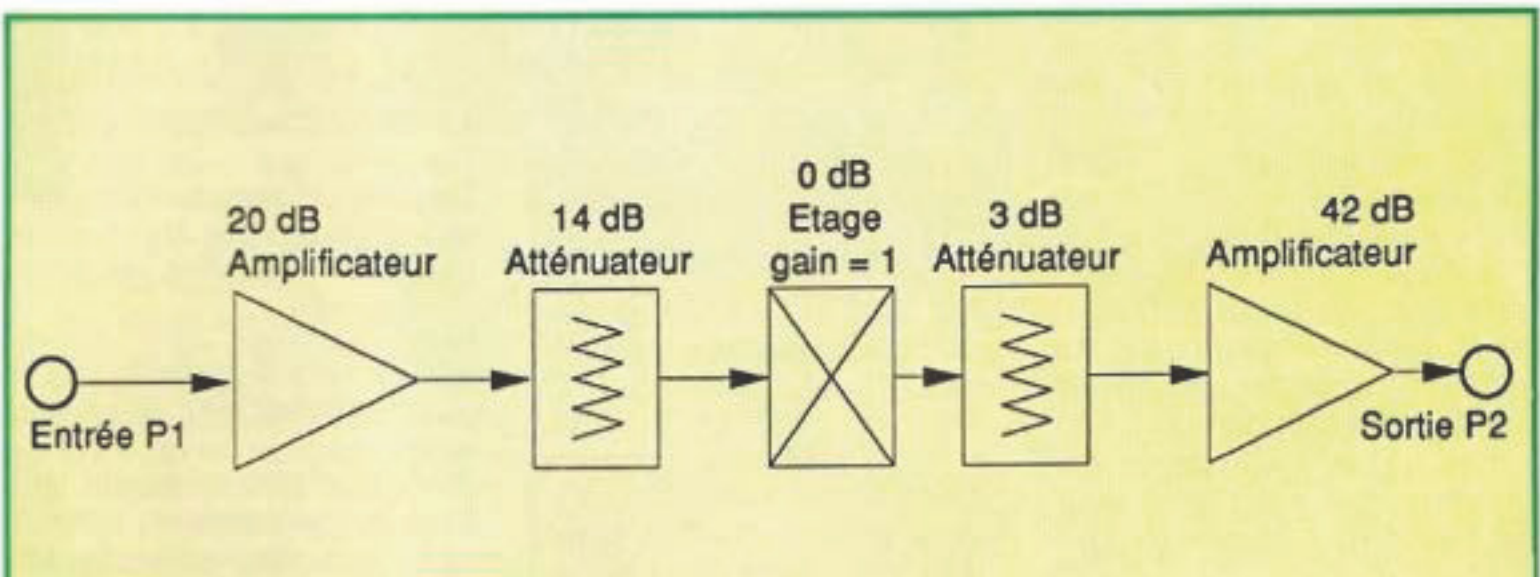 20 dB
Amplificateur
14 dB
Atténuateur
0 dB
Etage
gain = 1
3 dB
Atténuateur
42 dB
Amplificateur
Entrée P1
Sortie P2